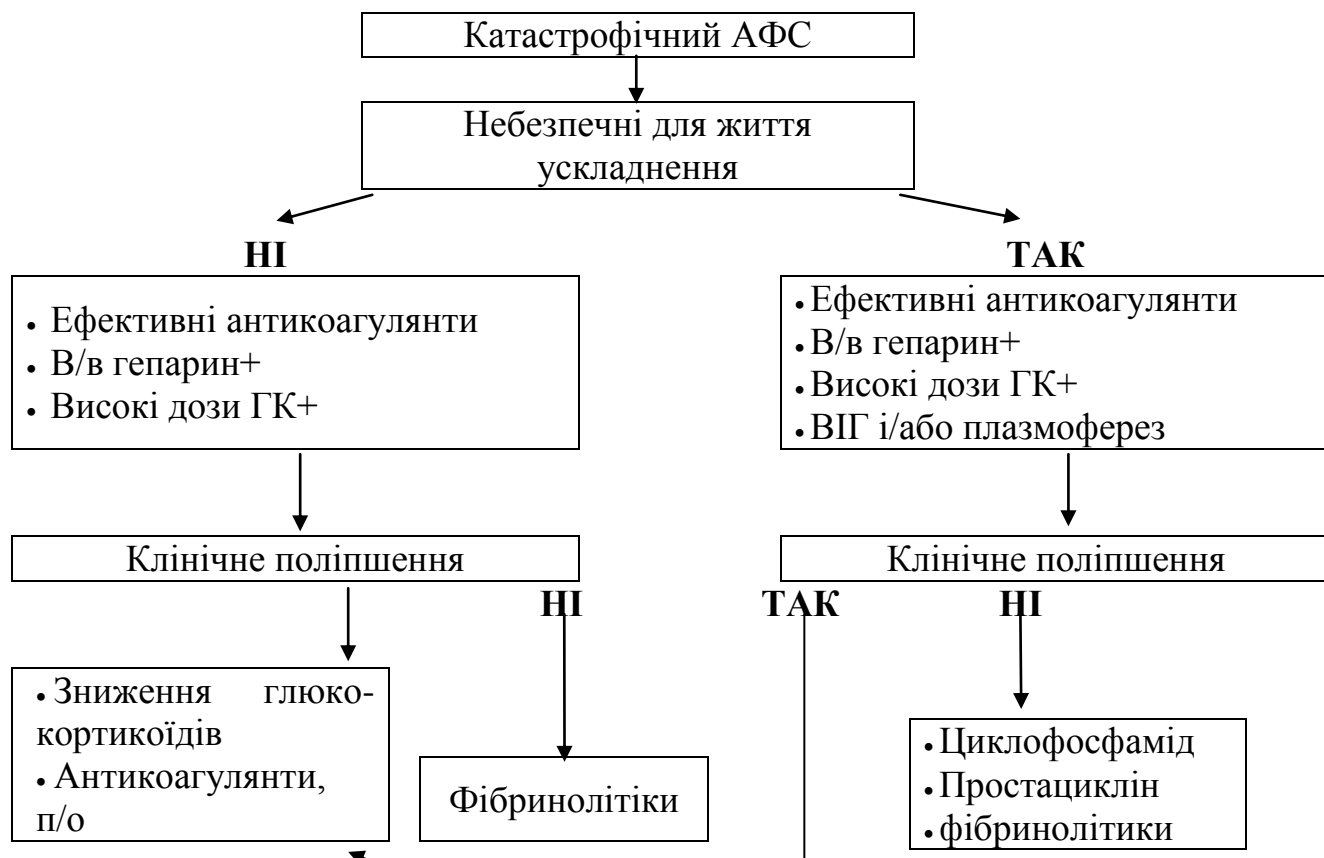 Катастрофічний АФС
Небезпечні для життя
ускладнення
НІ
ТАК
• Ефективні антикоагулянти
• В/в гепарин+
• Високі дози ГК+
• Ефективні антикоагулянти
• В/в гепарин+
• Високі дози ГК+
• ВІГ і/або плазмоферез
Клінічне поліпшення
Клінічне поліпшення
НІ
ТАК
НІ
• Зниження глюко-
кортикоїдів
• Антикоагулянти,
п/о
Фібринолітіки
• Циклофосфамід
• Простациклін
• фібринолітики